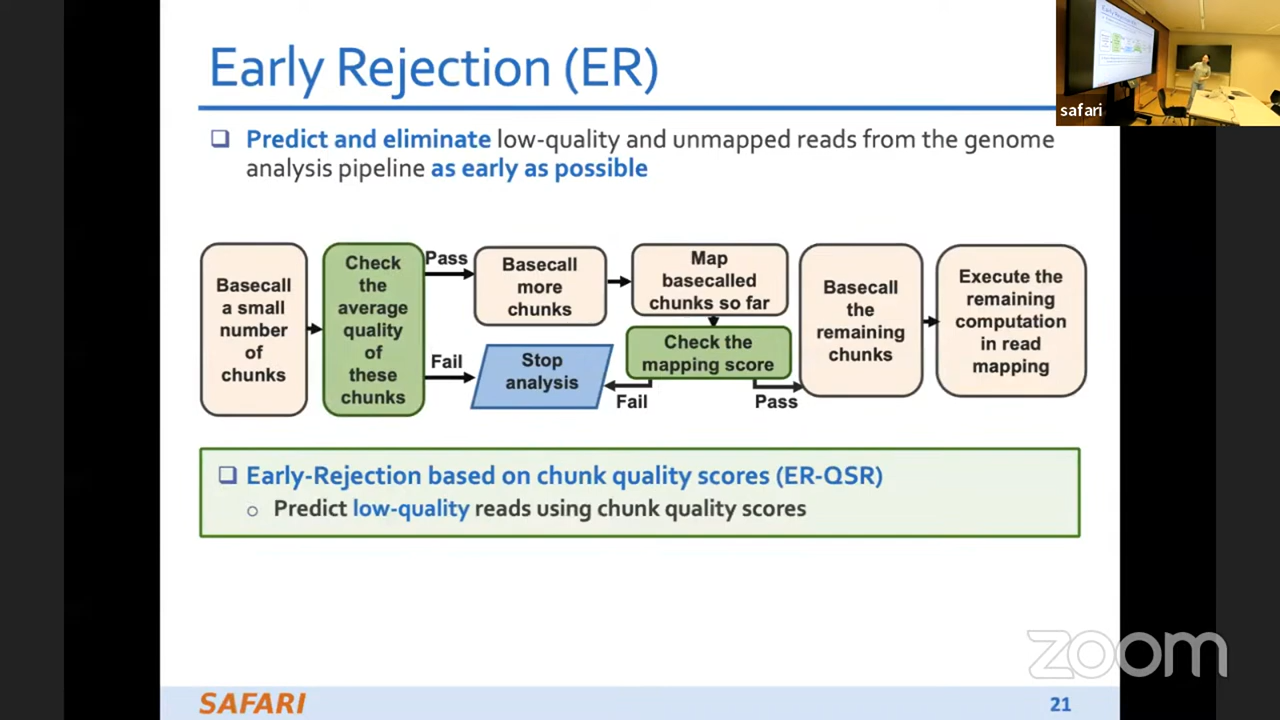 Early Rejection (ER)
safari
❑ Predict and eliminate low-quality and unmapped reads from the genome
analysis pipeline as early as possible
Basecall
a small
number
of
chunks
Check
the
average
quality
of
these
chunks
Pass
Fail
Basecall
more
chunks
Stop
analysis
Map
basecalled
chunks so far
Check the
mapping score
Fail
Pass
Basecall
the
remaining
chunks
Execute the
remaining
computation
in read
mapping
❑ Early-Rejection based on chunk quality scores (ER-QSR)
○ Predict low-quality reads using chunk quality scores
zoom
SAFARI
21